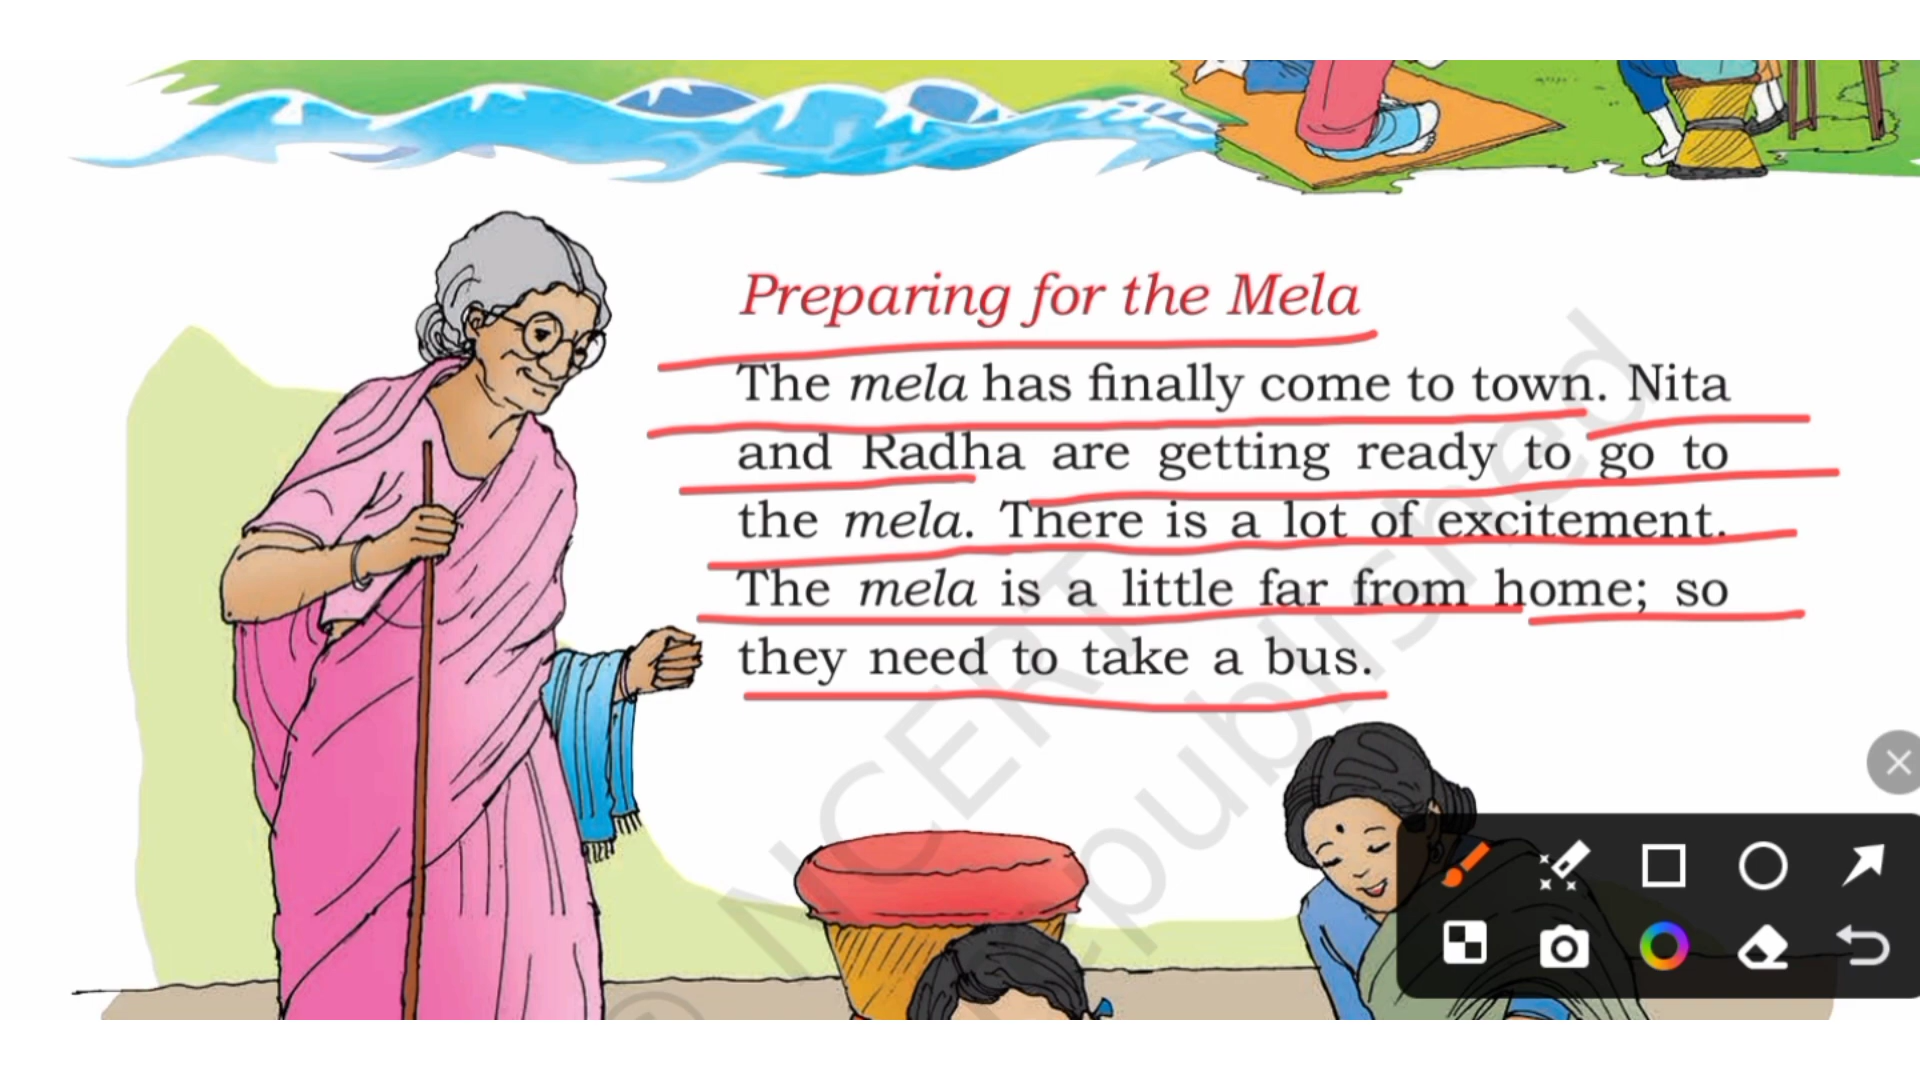 Preparing for the Mela
The mela has finally come to town. Nita
and Radha are getting ready to go to
the mela. There is a lot of excitement.
The mela is a little far from home; so
they need to take a bus.
© NCERT
republished